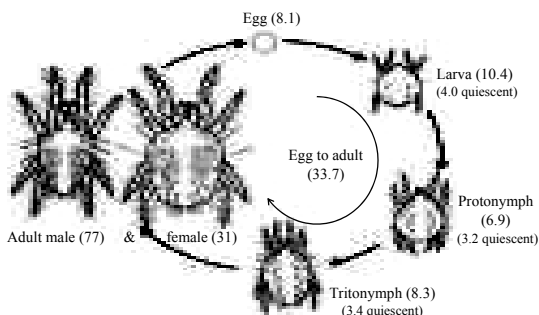 Egg (8.1)
Larva (10.4)
(4.0 quiescent)
Egg to adult
(33.7)
Protonymph
(6.9)
(3.2 quiescent)
Adult male (77) & female (31)
Tritonymph (8.3)
(3.4 quiescent)